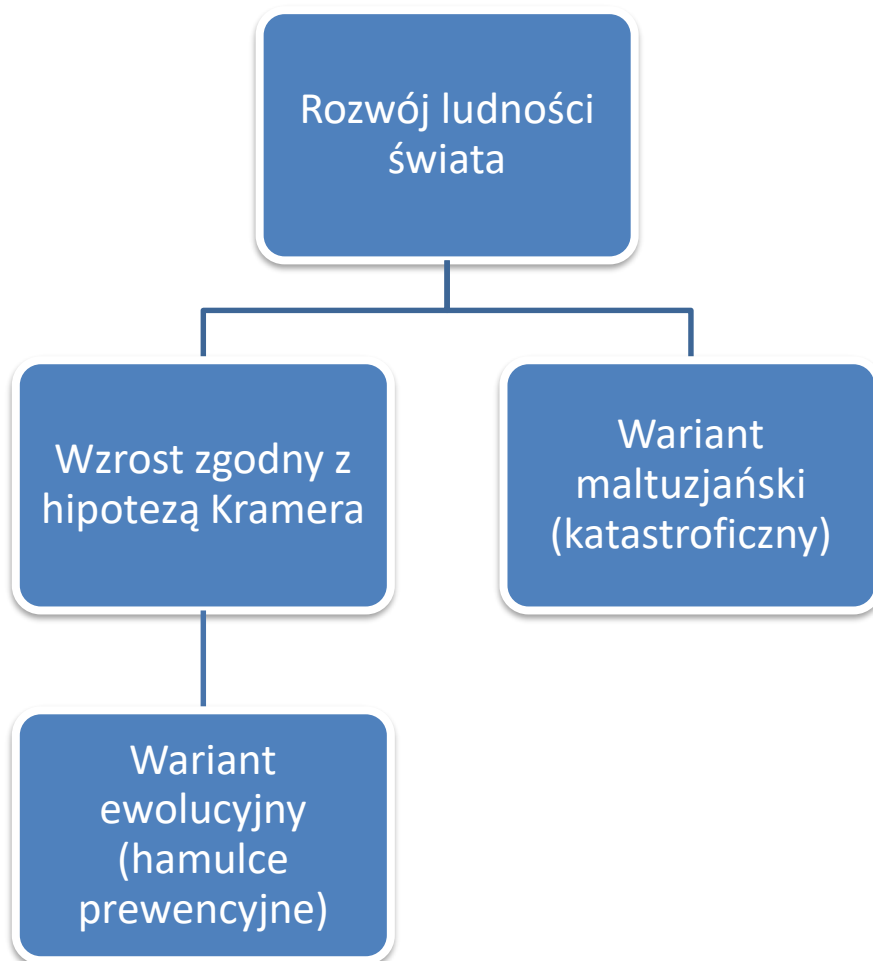 Rozwój ludności
świata
Wzrost zgodny z
hipotezą Kramera
Wariant
maltuzjański
(katastroficzny)
Wariant
ewolucyjny
(hamulce
prewencyjne)